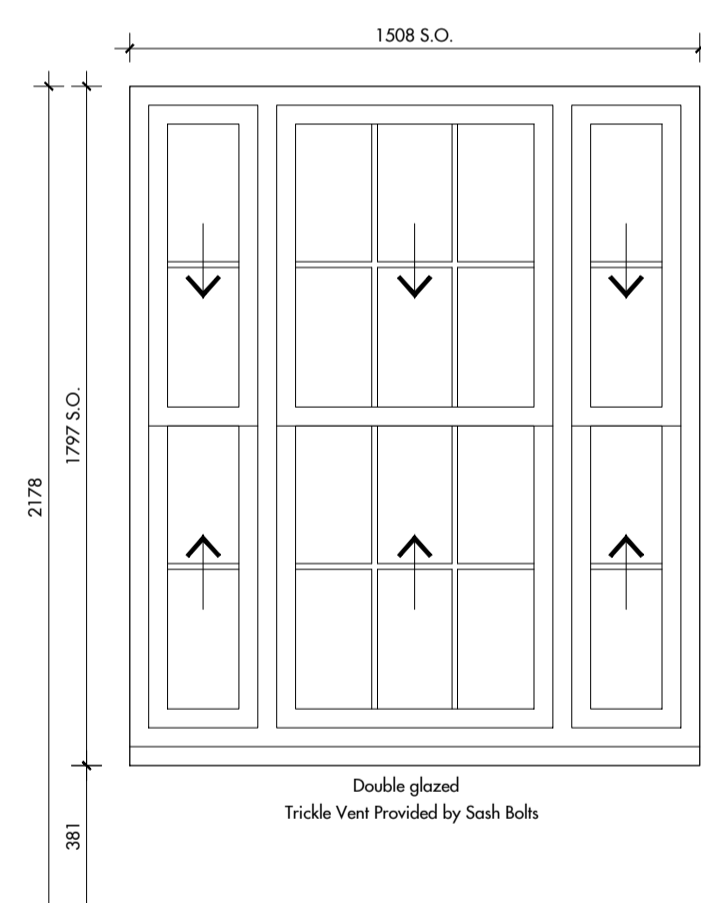 1508 S.O.
1797 S.O.
2178
Double glazed
Trickle Vent Provided by Sash Bolts
381